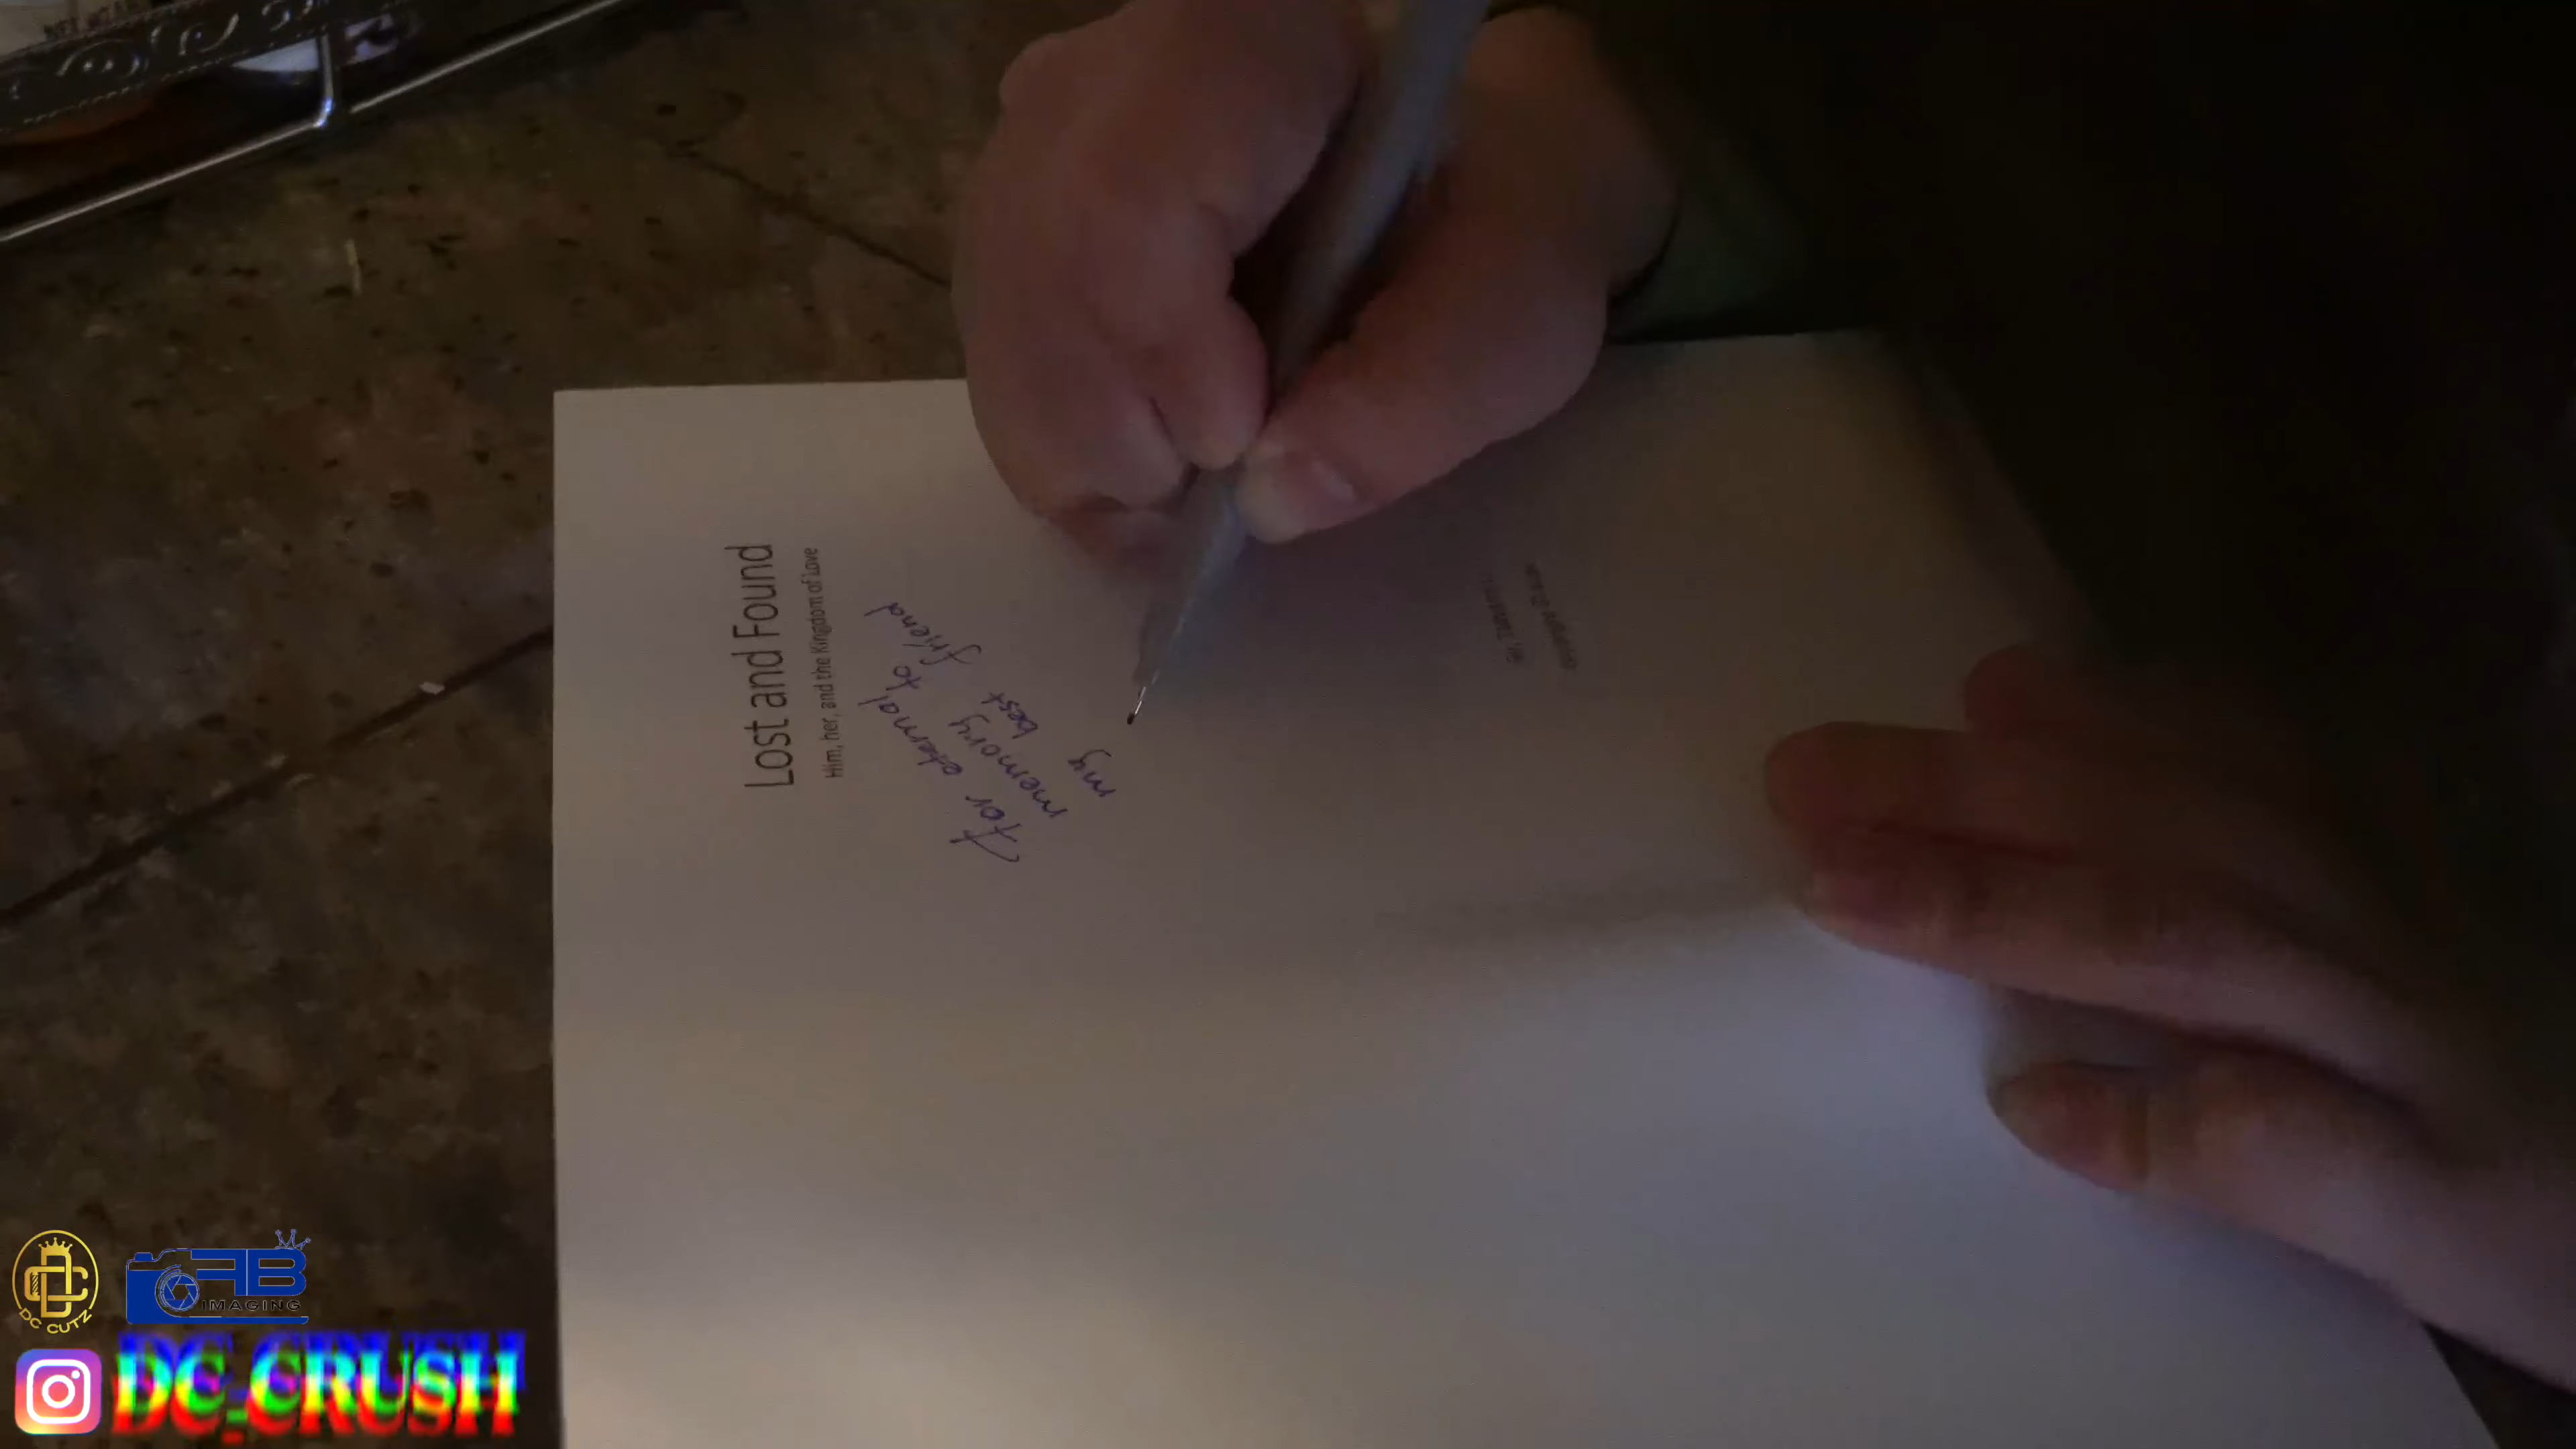 Lost and Found
Him, her, and the Kingdom of Love
for eternal
memory to
my best friend
DC CUTZ
IMAGING
DC_CRUSH